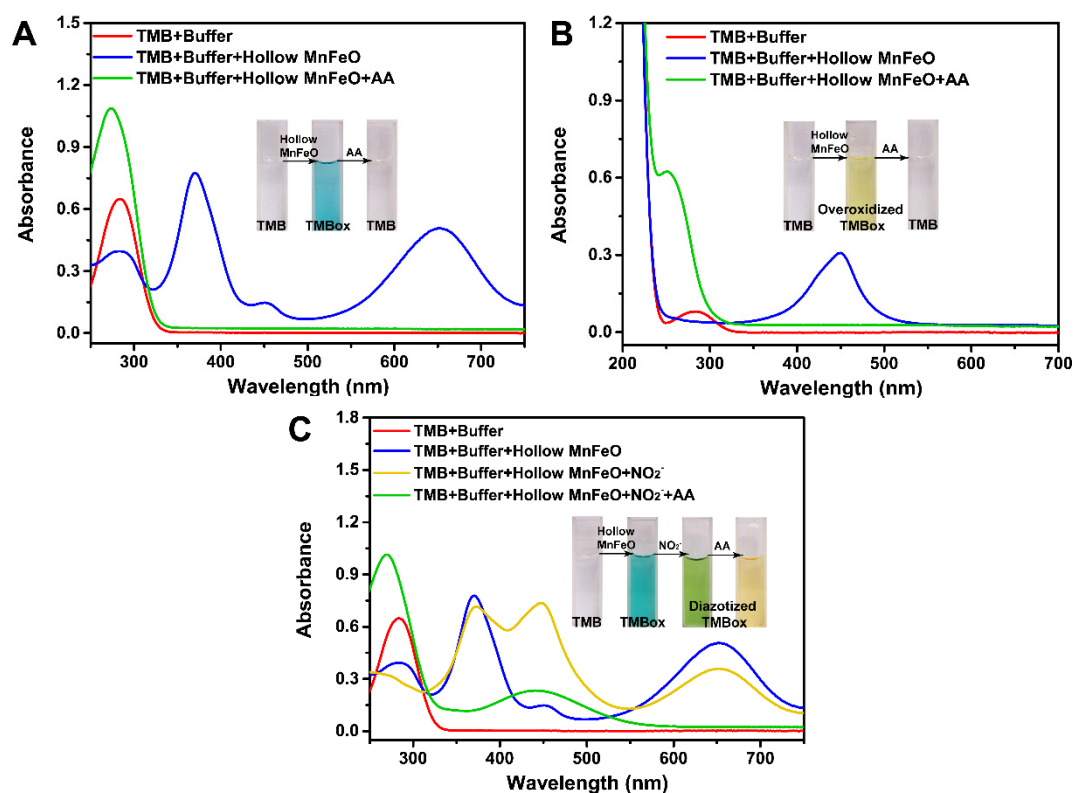 A
TMB+Buffer
TMB+Buffer+Hollow MnFeO
TMB+Buffer+Hollow MnFeO+AA
Hollow
MnFeO
AA
TMB
TMBox
TMB
Absorbance
1.5
1.2
0.9
0.6
0.3
0.0
300
400
500
600
700
Wavelength (nm)
B
TMB+Buffer
TMB+Buffer+Hollow MnFeO
TMB+Buffer+Hollow MnFeO+AA
Hollow
MnFeO
AA
TMB
Overoxidized
TMBox
TMB
Absorbance
1.2
0.9
0.6
0.3
0.0
200
300
400
500
600
700
Wavelength (nm)
C
TMB+Buffer
TMB+Buffer+Hollow MnFeO
TMB+Buffer+Hollow MnFeO+NO₂⁻
TMB+Buffer+Hollow MnFeO+NO₂⁻+AA
Hollow
MnFeO
NO₂⁻
AA
TMB
TMBox
Diazotized
TMBox
Absorbance
1.8
1.5
1.2
0.9
0.6
0.3
0.0
300
400
500
600
700
Wavelength (nm)